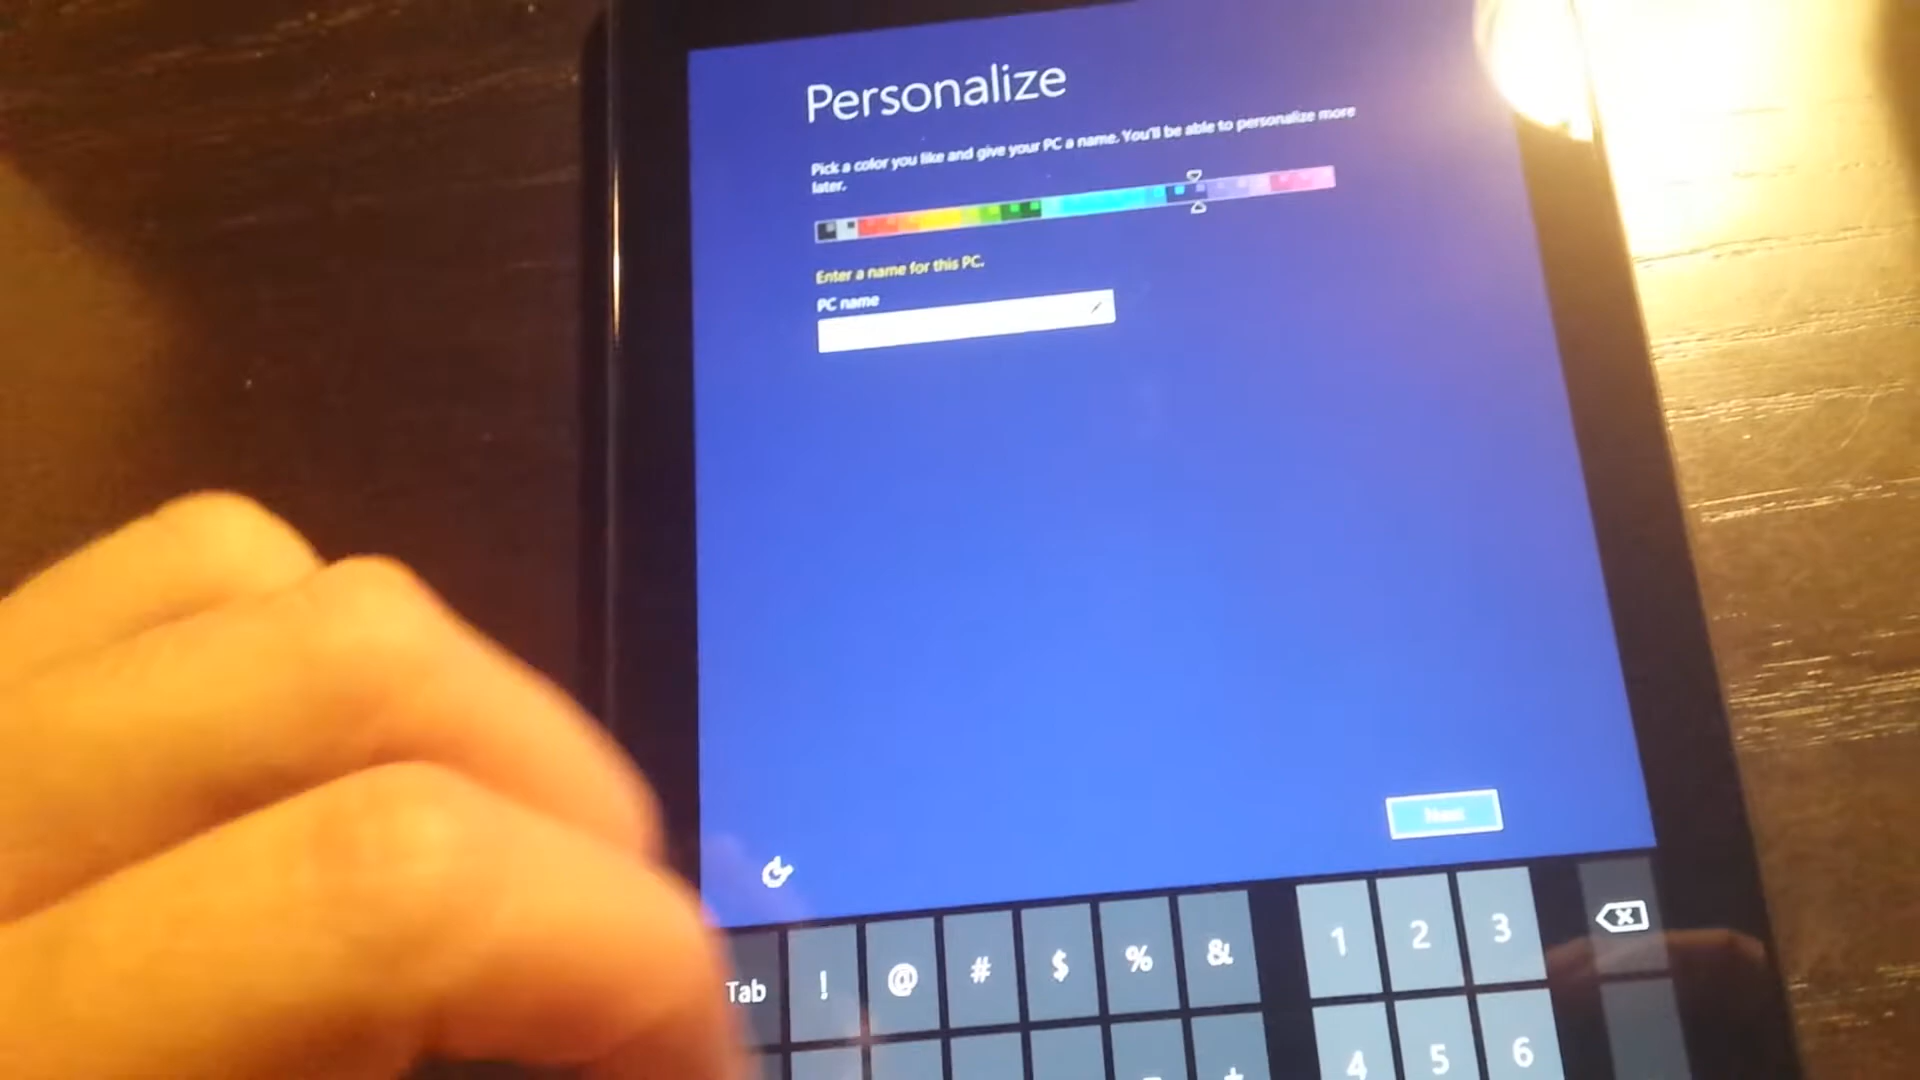 Personalize
Pick a color you like and give your PC a name. You'll be able to personalize more
later.
Enter a name for this PC.
PC name
Next
Tab ! @ # $ % & 1 2 3
4 5 6